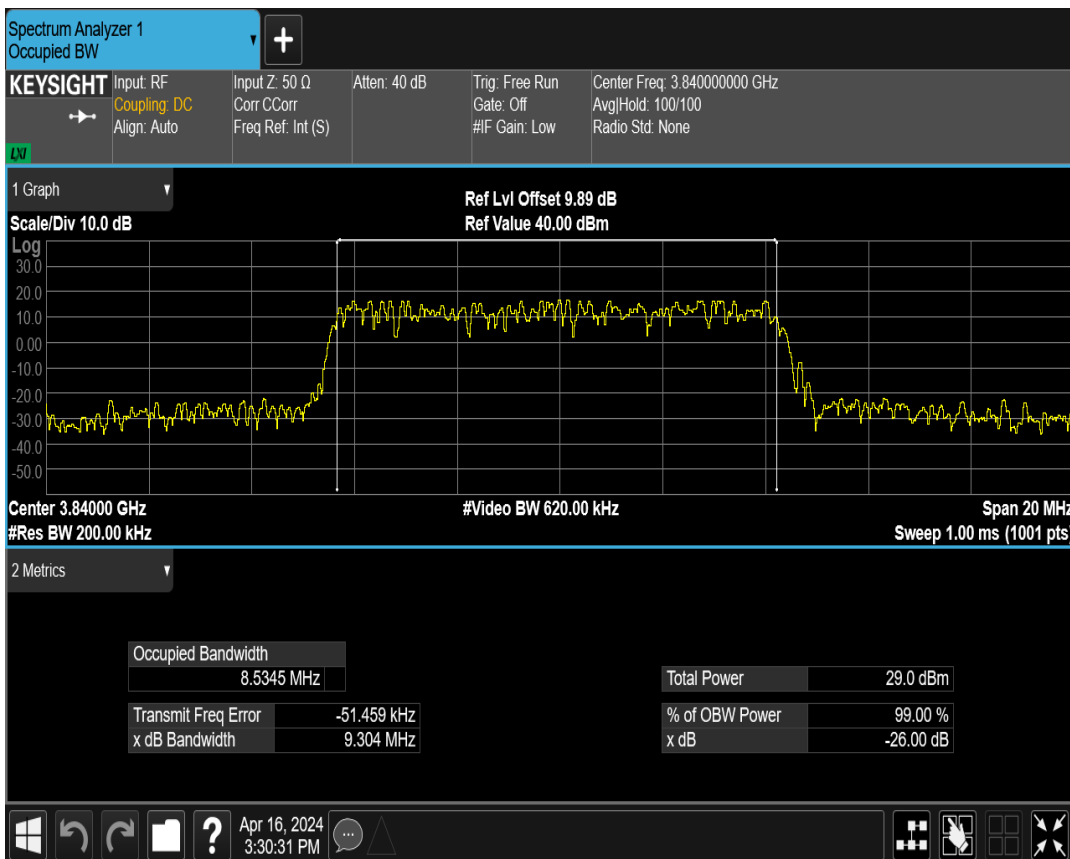 Spectrum Analyzer 1
Occupied BW
+
KEYSIGHT
LXI
Input: RF
Coupling: DC
Align: Auto
Input Z: 50 Ω
Corr CCorr
Freq Ref: Int (S)
Atten: 40 dB
Trig: Free Run
Gate: Off
#IF Gain: Low
Center Freq: 3.840000000 GHz
Avg|Hold: 100/100
Radio Std: None
1 Graph
Scale/Div 10.0 dB
Ref Lvl Offset 9.89 dB
Ref Value 40.00 dBm
Log
30.0
20.0
10.0
0.00
-10.0
-20.0
-30.0
-40.0
-50.0
Center 3.84000 GHz
#Video BW 620.00 kHz
Span 20 MHz
#Res BW 200.00 kHz
Sweep 1.00 ms (1001 pts)
2 Metrics
Occupied Bandwidth
8.5345 MHz
Total Power 29.0 dBm
Transmit Freq Error -51.459 kHz
% of OBW Power 99.00 %
x dB Bandwidth 9.304 MHz
x dB -26.00 dB
?
Apr 16, 2024
3:30:31 PM